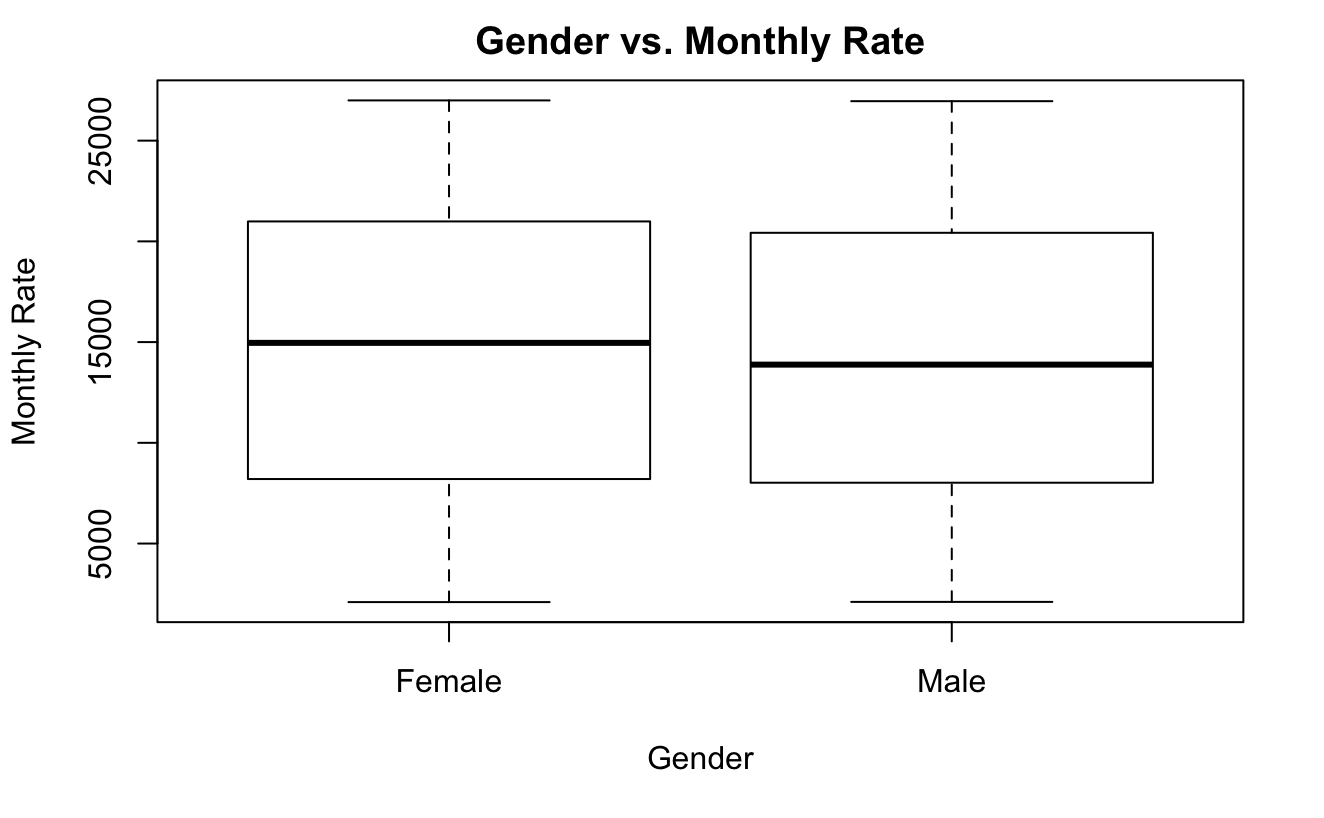 Gender vs. Monthly Rate
Monthly Rate
25000
15000
5000
Female
Male
Gender